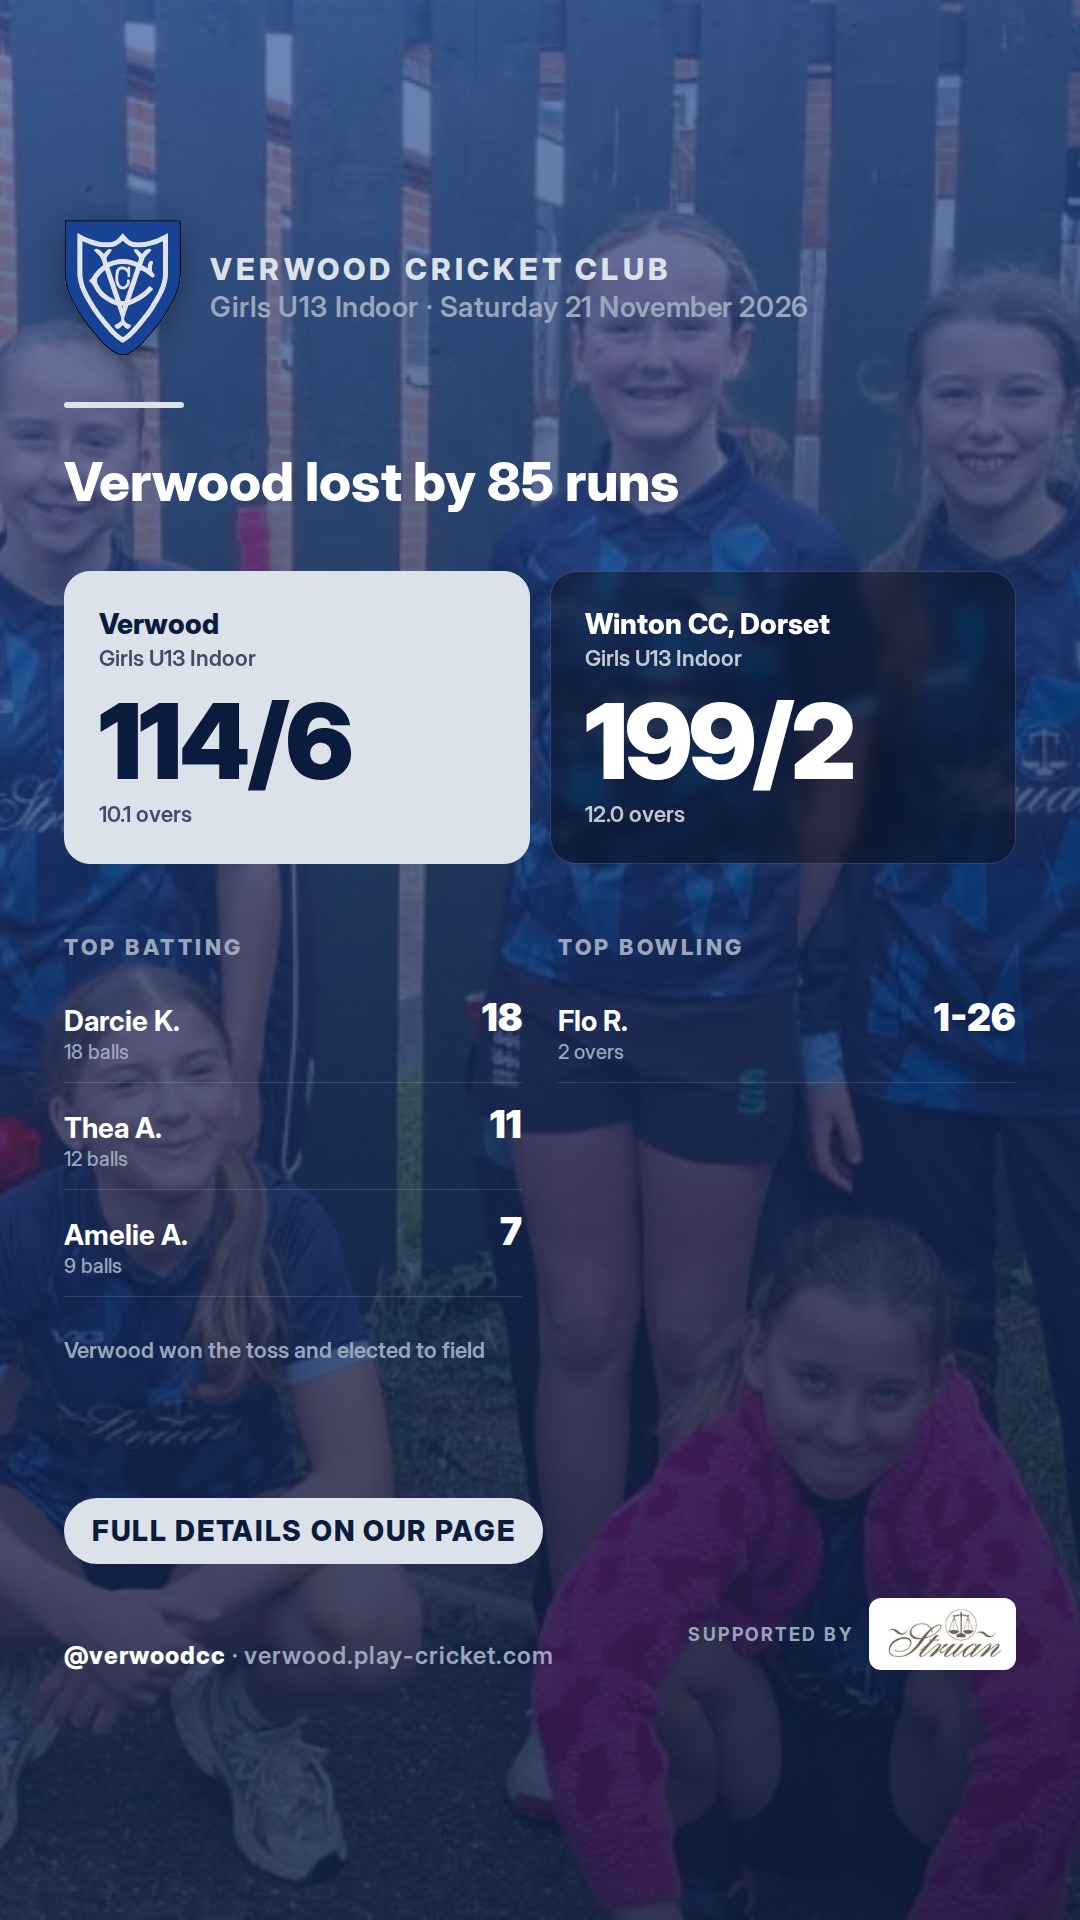 VERWOOD CRICKET CLUB
Girls U13 Indoor · Saturday 21 November 2026
Verwood lost by 85 runs
Verwood
Girls U13 Indoor
114/6
10.1 overs
Winton CC, Dorset
Girls U13 Indoor
199/2
12.0 overs
TOP BATTING
Darcie K. 18
18 balls
Thea A. 11
12 balls
Amelie A. 7
9 balls
TOP BOWLING
Flo R. 1-26
2 overs
Verwood won the toss and elected to field
Struan
FULL DETAILS ON OUR PAGE
@verwoodcc · verwood.play-cricket.com
SUPPORTED BY
Struan